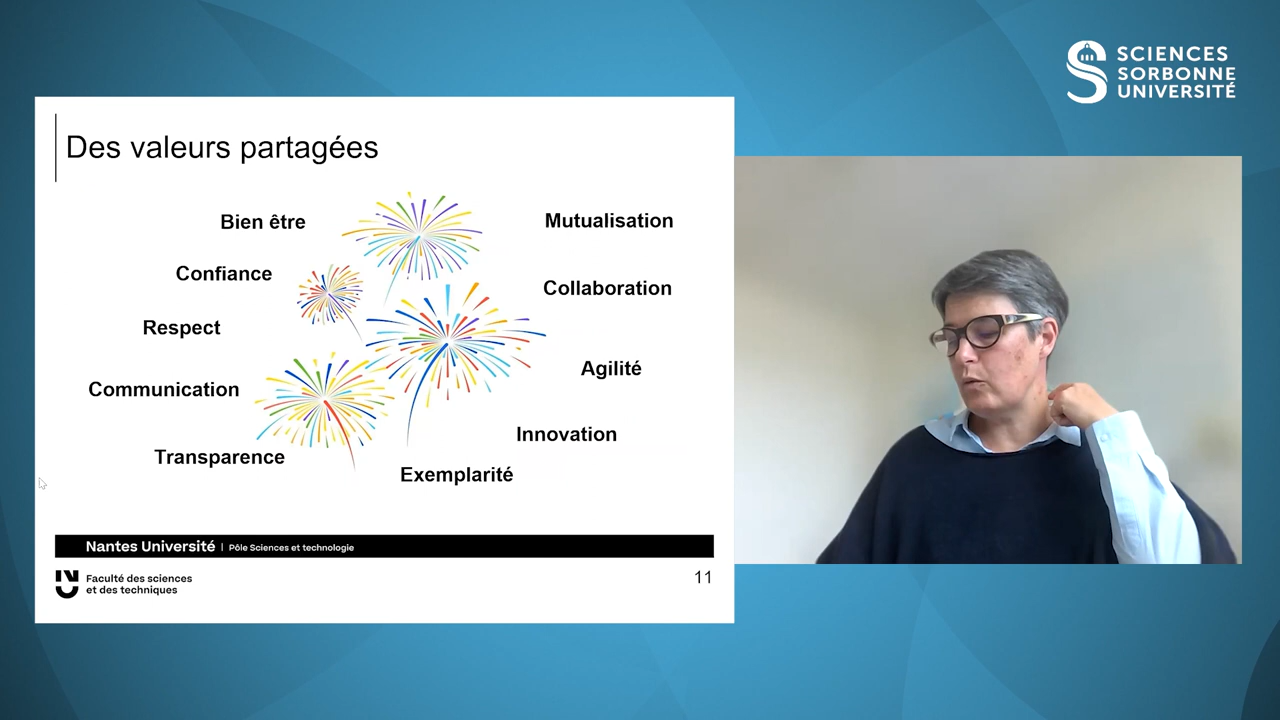 SCIENCES
SORBONNE
UNIVERSITÉ
Des valeurs partagées
Bien être
Mutualisation
Confiance
Collaboration
Respect
Agilité
Communication
Innovation
Transparence
Exemplarité
Nantes Université | Pôle Sciences et technologie
Faculté des sciences
et des techniques
11